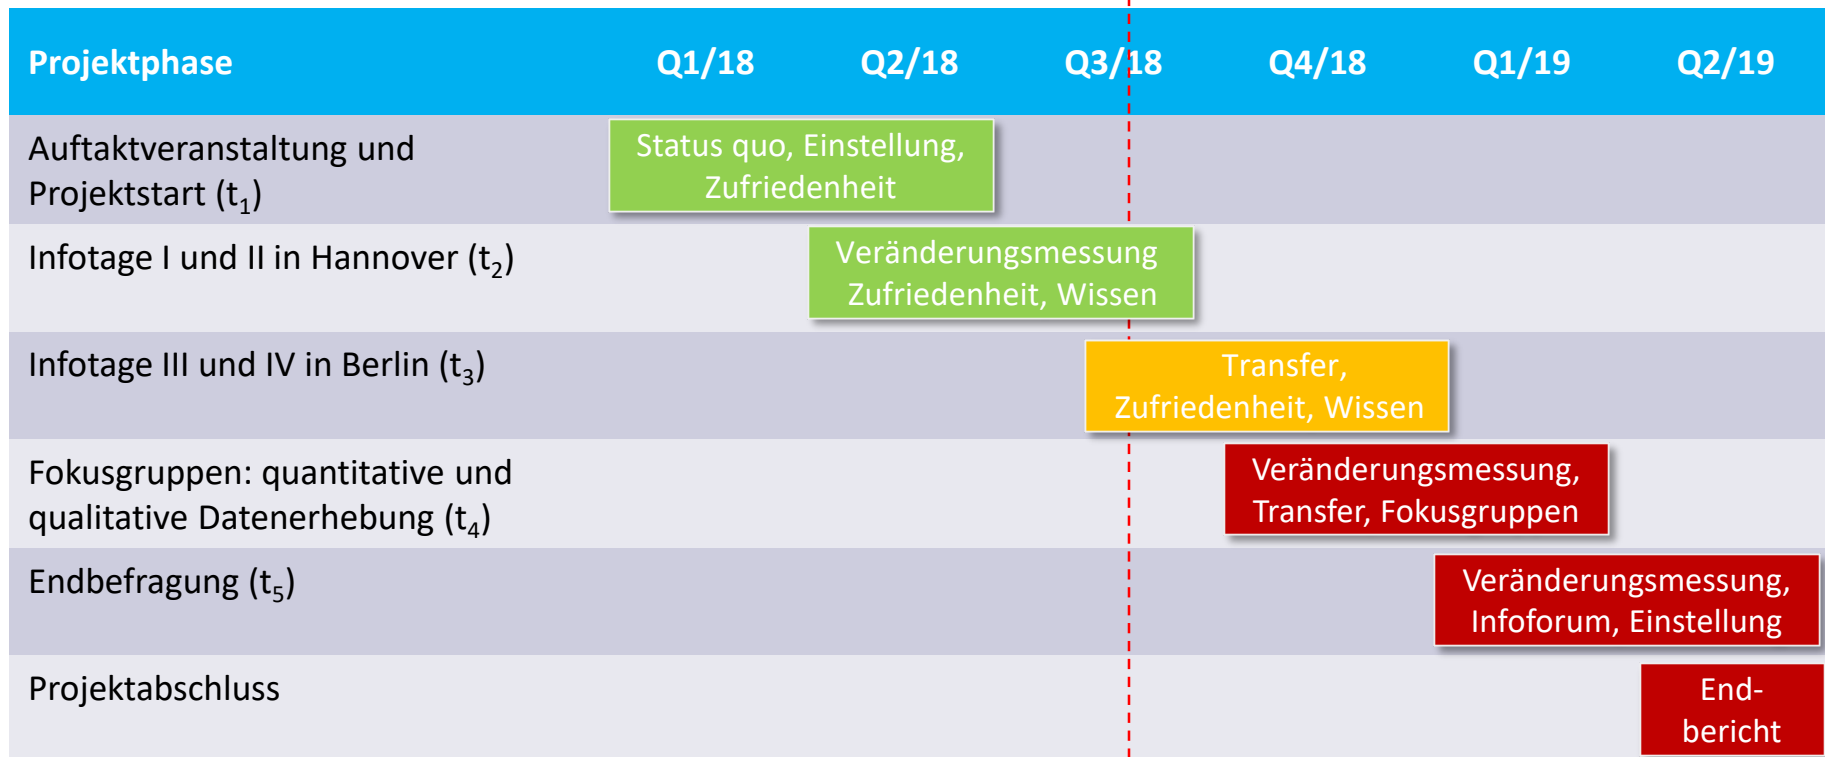 Projektphase Q1/18 Q2/18 Q3/18 Q4/18 Q1/19 Q2/19
Auftaktveranstaltung und
Projektstart (t₁)
Status quo, Einstellung,
Zufriedenheit
Infotage I und II in Hannover (t₂)
Veränderungsmessung
Zufriedenheit, Wissen
Infotage III und IV in Berlin (t₃)
Transfer,
Zufriedenheit, Wissen
Fokusgruppen: quantitative und
qualitative Datenerhebung (t₄)
Veränderungsmessung,
Transfer, Fokusgruppen
Endbefragung (t₅)
Veränderungsmessung,
Infoforum, Einstellung
Projektabschluss
End-
bericht